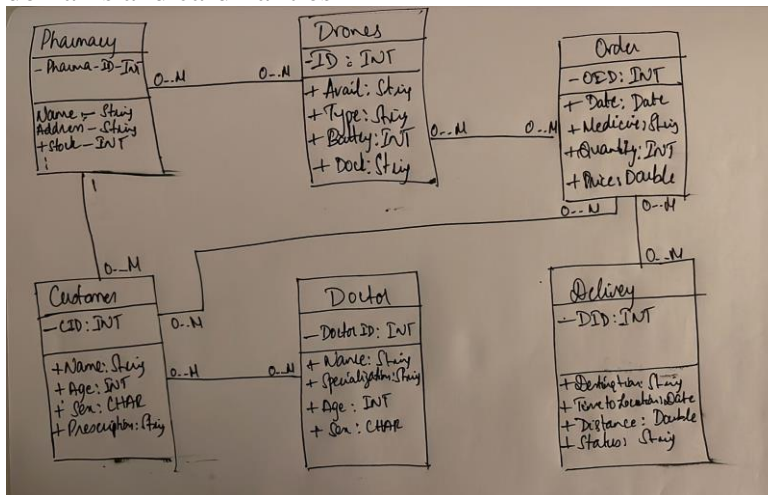 Pharmacy
- Pharma-ID-INT
Name - String
Address - String
+ Stock - INT
0..M
0..M
Drones
- ID: INT
+ Avail: String
+ Type: String
+ Battery: INT
+ Dock: String
0..M
0..M
Order
- OED: INT
+ Date: Date
+ Medicine: String
+ Quantity: INT
+ Price: Double
0..M
0..M
1
0..M
0..M
Customer
- CID: INT
+ Name: String
+ Age: INT
+ Sex: CHAR
+ Prescription: String
0..M
0..M
0..M
Doctor
- Doctor ID: INT
+ Name: String
+ Specialization: String
+ Age: INT
+ Sex: CHAR
Delivery
- DID: INT
+ Destination: String
+ Time to Location: Date
+ Distance: Double
+ Status: String